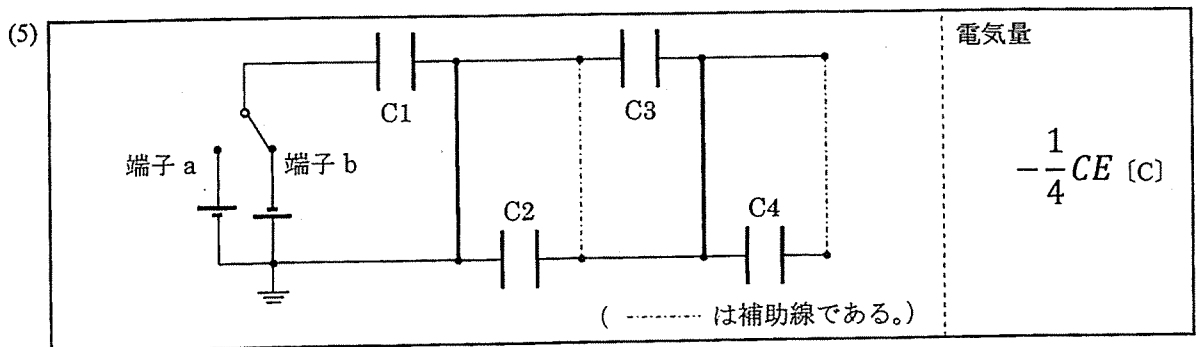 (5)
電気量
C1
C3
端子 a
端子 b
C2
C4
−1/4 CE 〔C〕
( ------- は補助線である。)